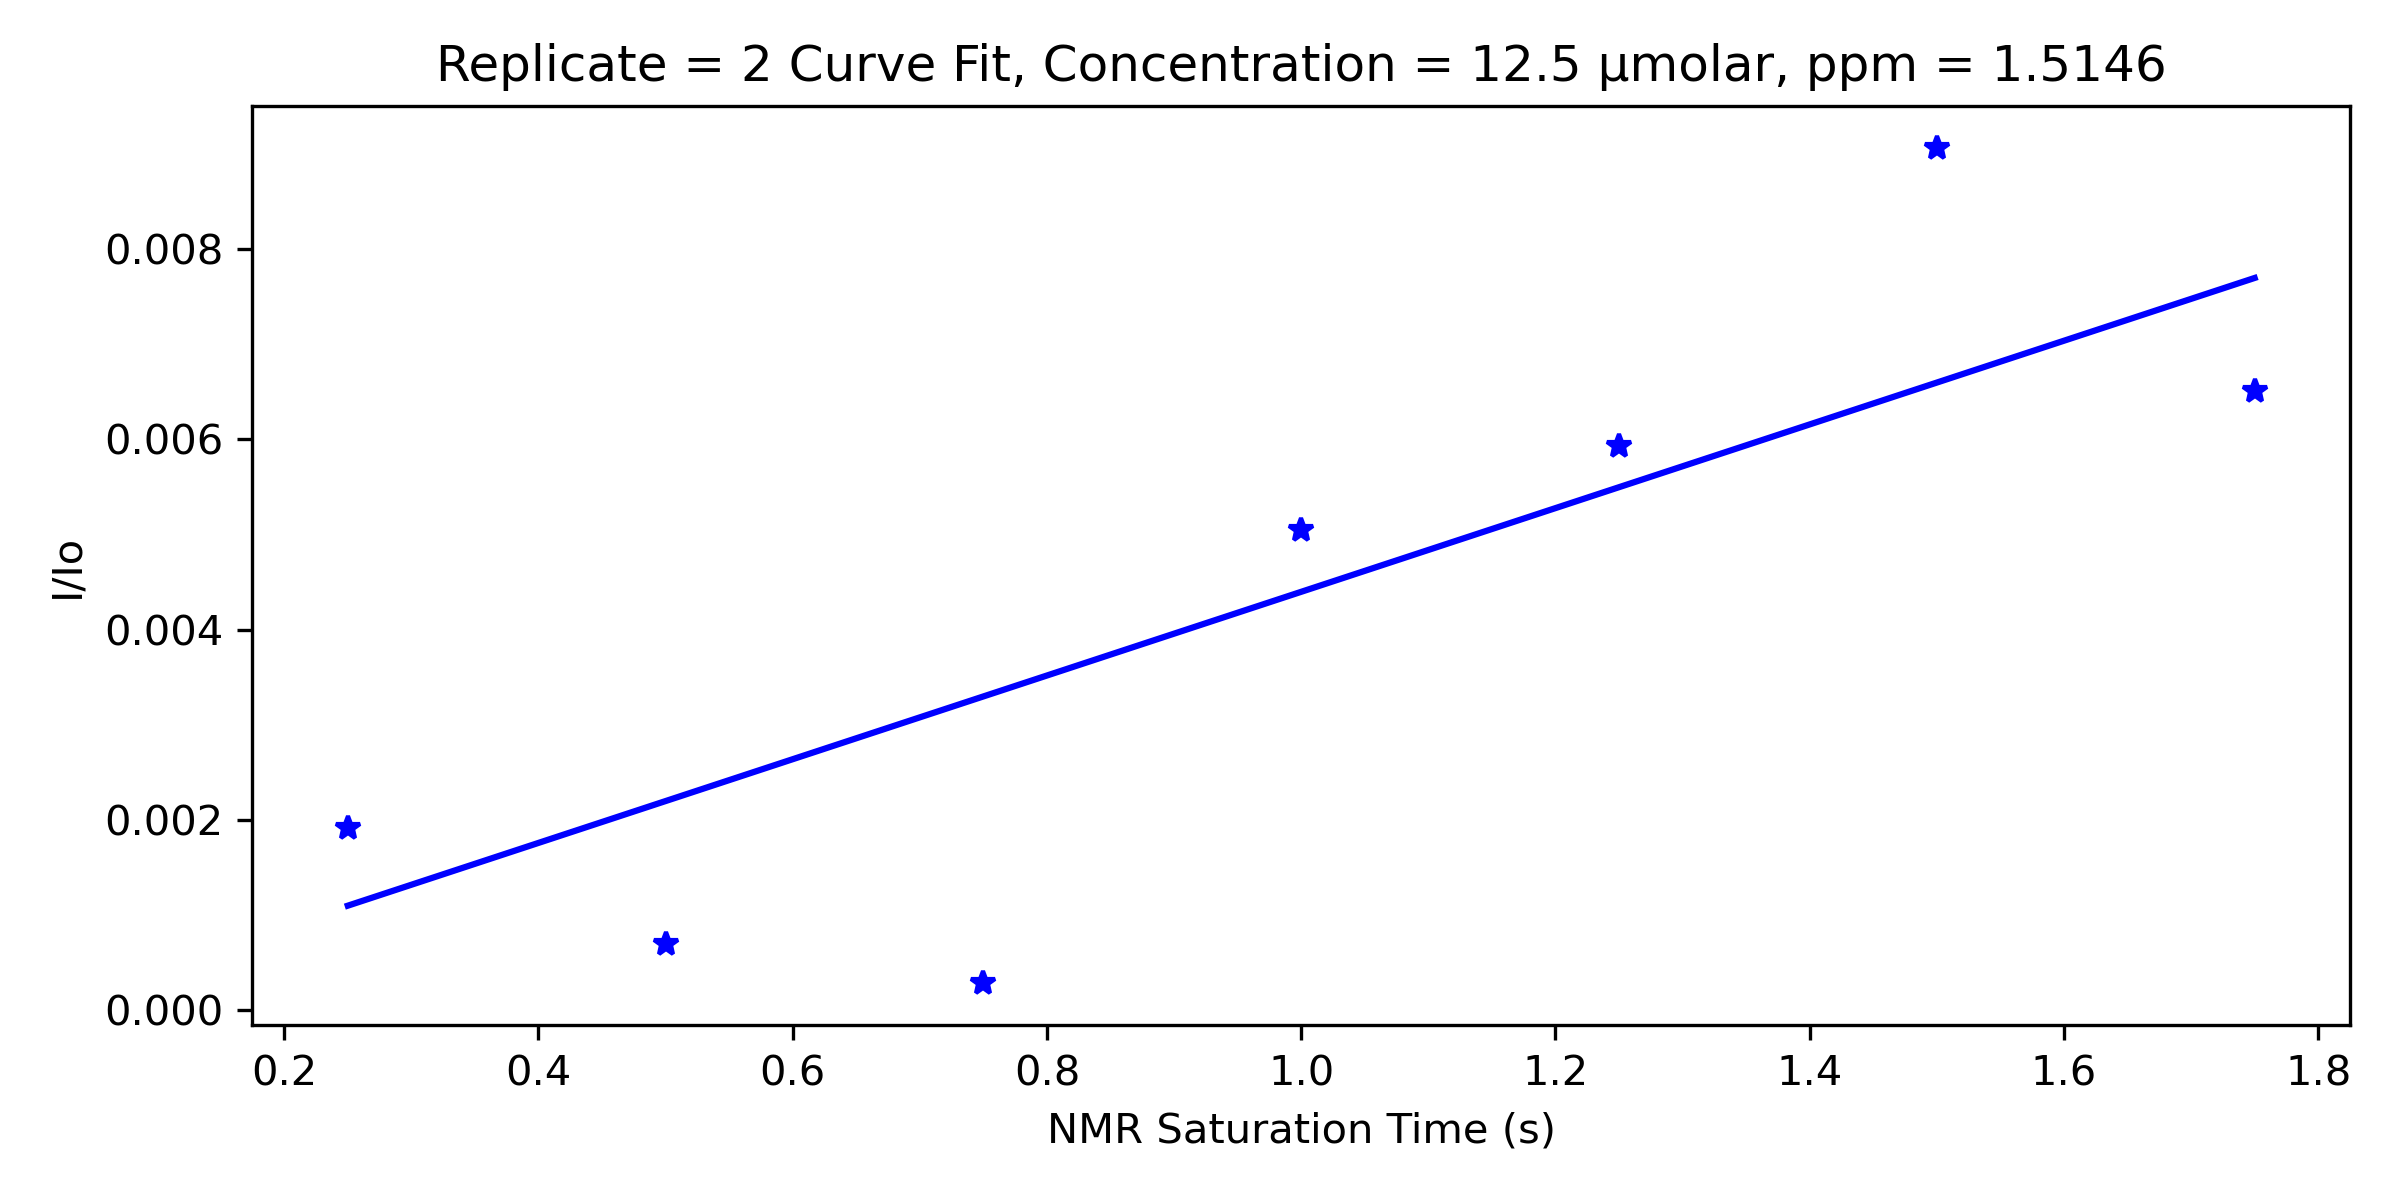 Replicate = 2 Curve Fit, Concentration = 12.5 µmolar, ppm = 1.5146
0.008
0.006
I/Io
0.004
0.002
0.000
0.2 0.4 0.6 0.8 1.0 1.2 1.4 1.6 1.8
NMR Saturation Time (s)